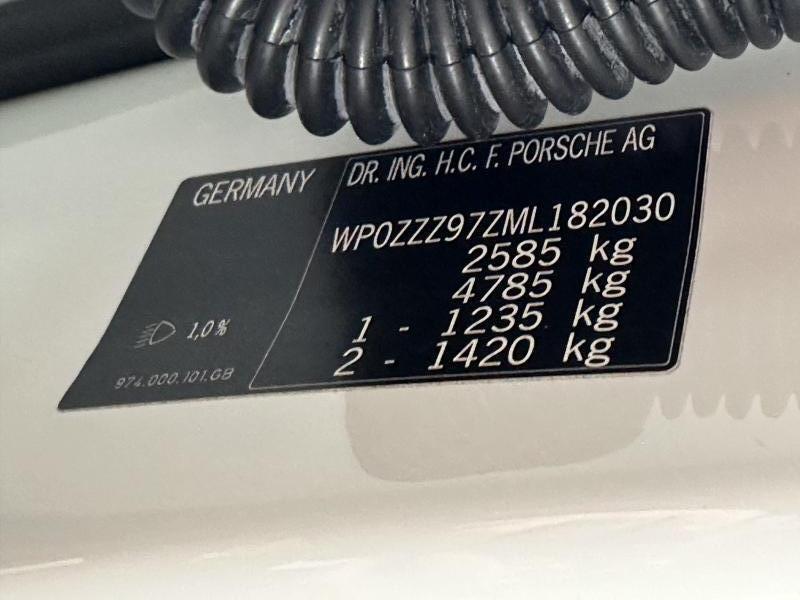 GERMANY
DR. ING. H.C. F. PORSCHE AG
WP0ZZZ97ZML182030
2585 kg
4785 kg
1 - 1235 kg
2 - 1420 kg
1,0%
974.000.101.GB